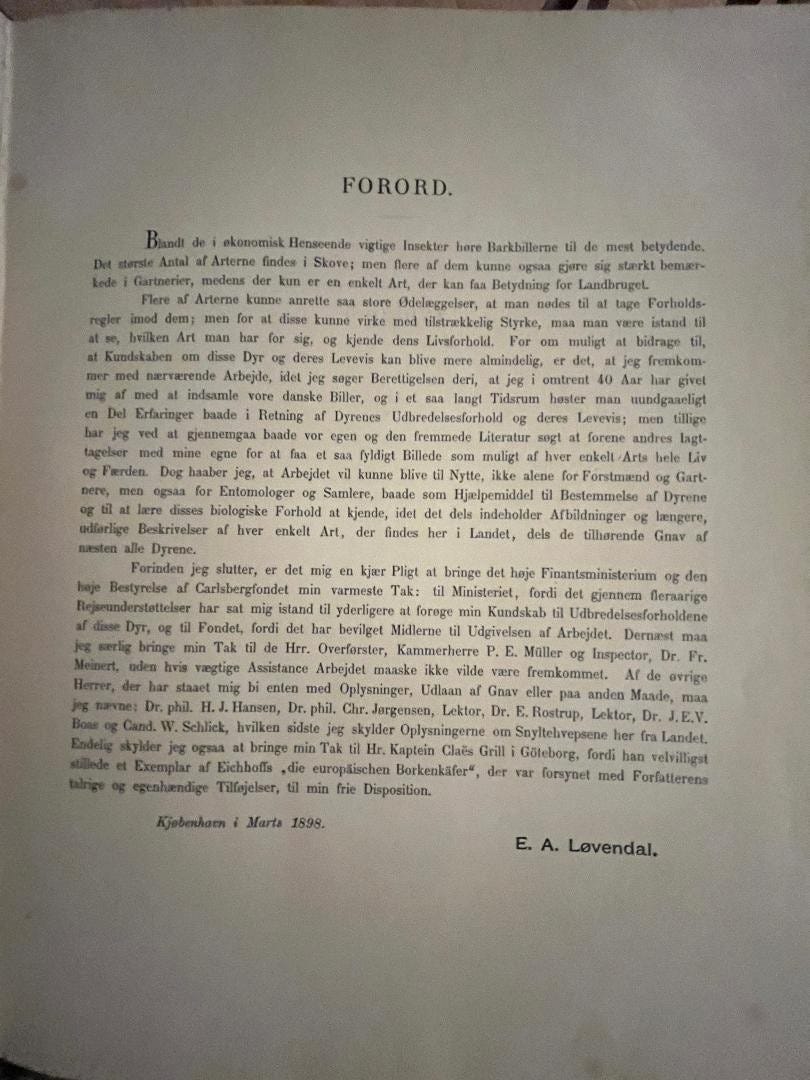 FORORD.
Blandt de i økonomisk Henseende vigtige Insekter høre Barkbillerne til de mest betydende.
Det største Antal af Arterne findes i Skove; men flere af dem kunne ogsaa gjøre sig stærkt bemær-
kede i Gartnerier, medens der kun er en enkelt Art, der kan faa Betydning for Landbruget.
Flere af Arterne kunne anrette saa store Ødelæggelser, at man nødes til at tage Forholds-
regler imod dem; men for at disse kunne virke med tilstrækkelig Styrke, maa man være istand til
at se, hvilken Art man har for sig, og kjende dens Livsforhold. For om muligt at bidrage til,
at Kundskaben om disse Dyr og deres Levevis kan blive mere almindelig, er det, at jeg fremkom-
mer med nærværende Arbejde, idet jeg søger Berettigelsen deri, at jeg i omtrent 40 Aar har givet
mig af med at indsamle vore danske Biller, og i et saa langt Tidsrum høster man uundgaaeligt
en Del Erfaringer baade i Retning af Dyrenes Udbredelsesforhold og deres Levevis; men tillige
har jeg ved at gjennemgaa baade vor egen og den fremmede Literatur søgt at forene andres Iagt-
tagelser med mine egne for at faa et saa fyldigt Billede som muligt af hver enkelt Arts hele Liv
og Færden. Dog haaber jeg, at Arbejdet vil kunne blive til Nytte, ikke alene for Forstmænd og Gart-
nere, men ogsaa for Entomologer og Samlere, baade som Hjælpemiddel til Bestemmelse af Dyrene
og til at lære disses biologiske Forhold at kjende, idet det dels indeholder Afbildninger og længere,
udførlige Beskrivelser af hver enkelt Art, der findes her i Landet, dels de tilhørende Gnav af
næsten alle Dyrene.
Forinden jeg slutter, er det mig en kjær Pligt at bringe det høje Finantsministerium og den
høje Bestyrelse af Carlsbergfondet min varmeste Tak: til Ministeriet, fordi det gjennem fleraarige
Rejseunderstøttelser har sat mig istand til yderligere at forøge min Kundskab til Udbredelsesforholdene
af disse Dyr, og til Fondet, fordi det har bevilget Midlerne til Udgivelsen af Arbejdet. Dernæst maa
jeg særlig bringe min Tak til de Hrr. Overførster, Kammerherre P. E. Müller og Inspector, Dr. Fr.
Meinert, uden hvis vægtige Assistance Arbejdet maaske ikke vilde være fremkommet. Af de øvrige
Herrer, der har staaet mig bi enten med Oplysninger, Udlaan af Gnav eller paa anden Maade, maa
jeg nævne: Dr. phil. H. J. Hansen, Dr. phil. Chr. Jørgensen, Lektor, Dr. E. Rostrup, Lektor, Dr. J. E. V.
Boas og Cand. W. Schlick, hvilken sidste jeg skylder Oplysningerne om Snyltehvepsene her fra Landet.
Endelig skylder jeg ogsaa at bringe min Tak til Hr. Kaptein Claës Grill i Göteborg, fordi han velvilligst
stillede et Exemplar af Eichhoffs „die europäischen Borkenkäfer“, der var forsynet med Forfatterens
talrige og egenhændige Tilføjelser, til min frie Disposition.
Kjøbenhavn i Marts 1898.
E. A. Løvendal.